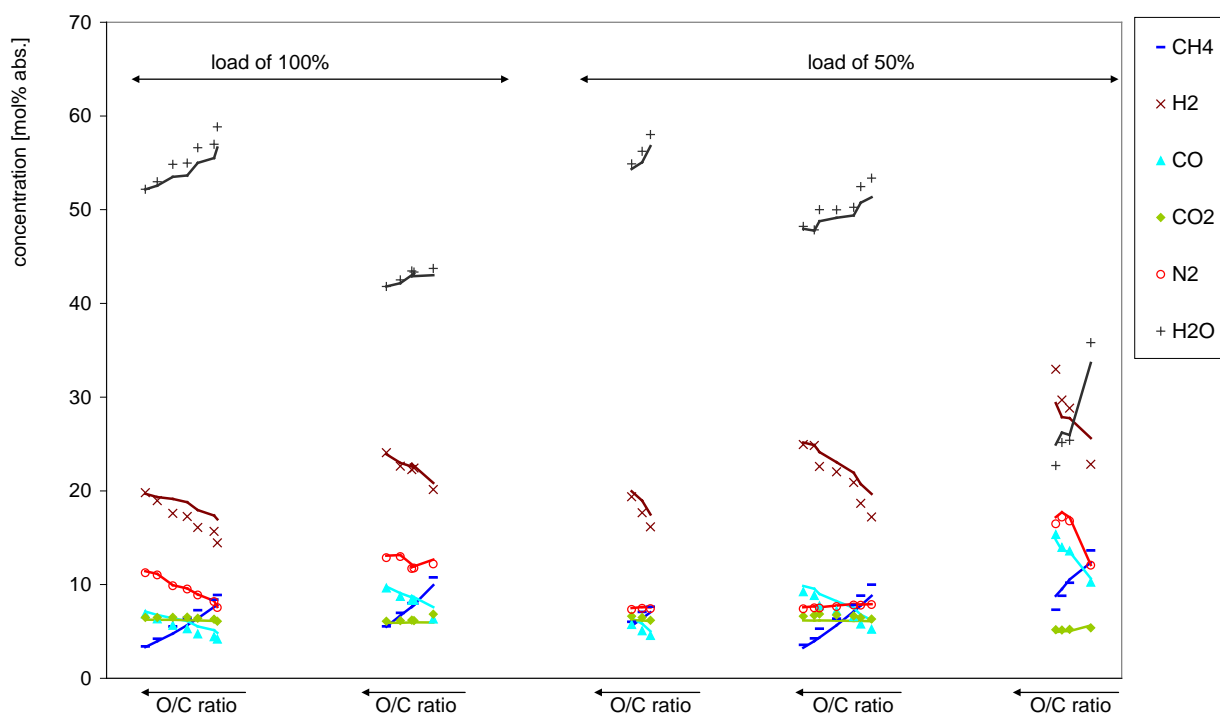 70
60
50
40
30
20
10
0
concentration [mol% abs.]
load of 100%
load of 50%
CH4
H2
CO
CO2
N2
H2O
O/C ratio
O/C ratio
O/C ratio
O/C ratio
O/C ratio